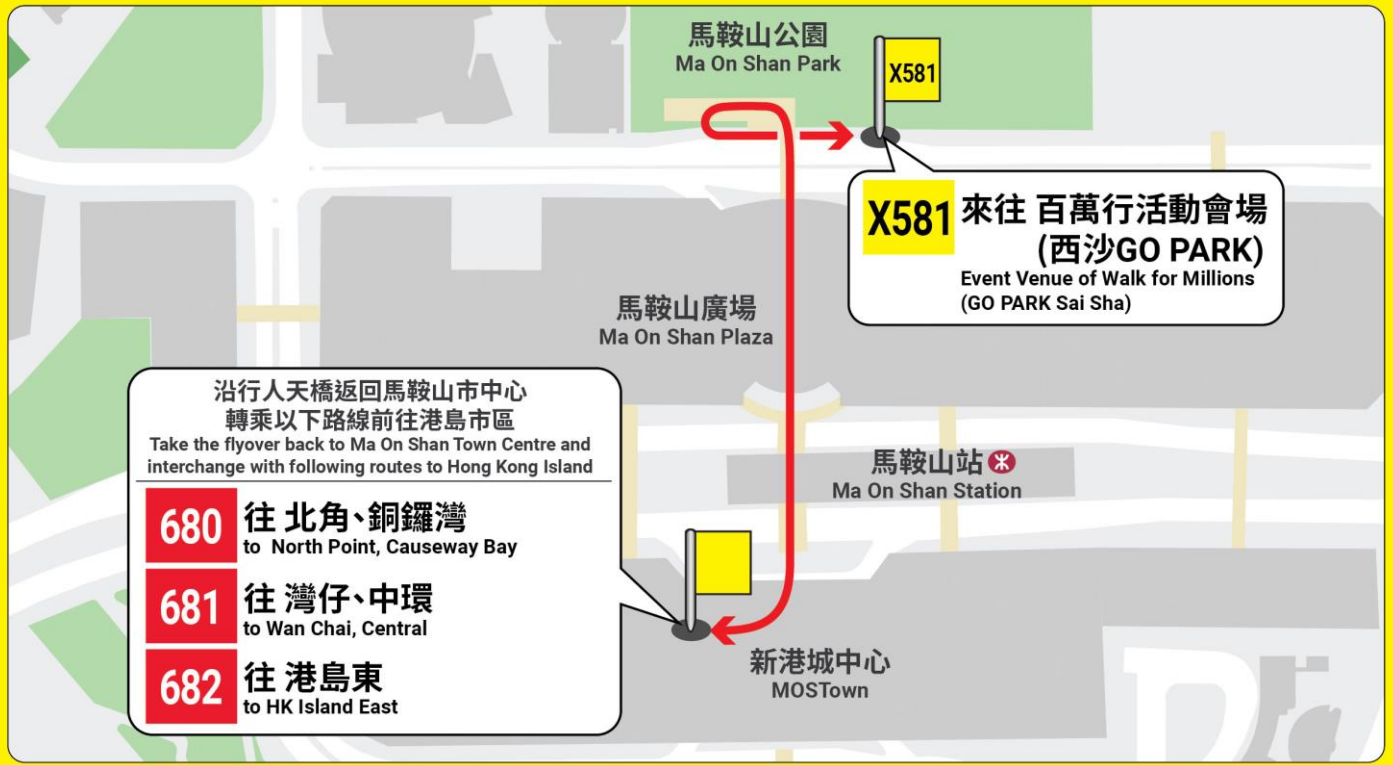 馬鞍山公園
Ma On Shan Park
X581
X581 來往 百萬行活動會場
(西沙GO PARK)
Event Venue of Walk for Millions
(GO PARK Sai Sha)
馬鞍山廣場
Ma On Shan Plaza
沿行人天橋返回馬鞍山市中心
轉乘以下路線前往港島市區
Take the flyover back to Ma On Shan Town Centre and
interchange with following routes to Hong Kong Island
680 往 北角、銅鑼灣
to North Point, Causeway Bay
681 往 灣仔、中環
to Wan Chai, Central
682 往 港島東
to HK Island East
馬鞍山站
Ma On Shan Station
新港城中心
MOSTown